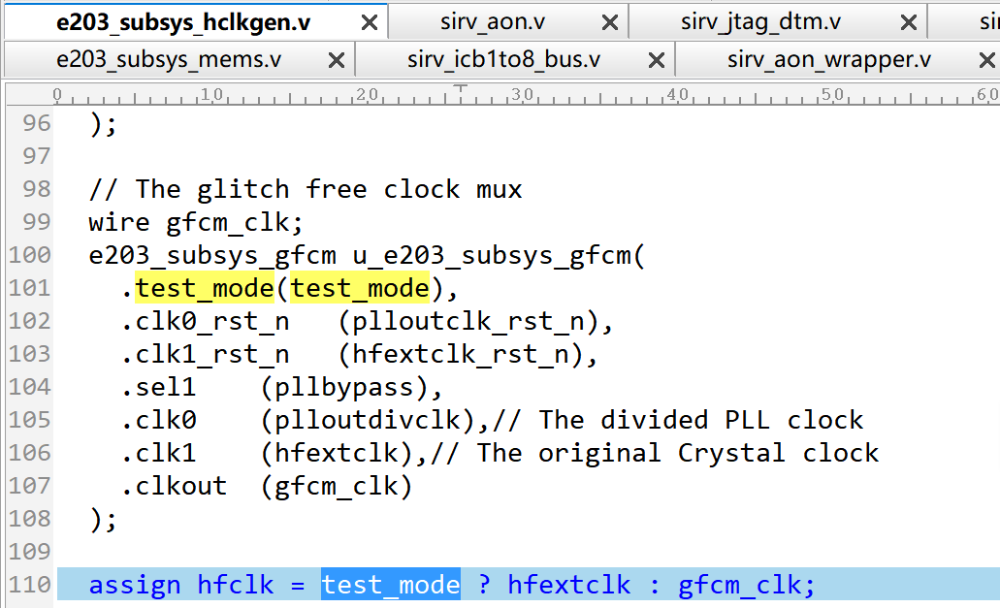 e203_subsys_hclkgen.v sirv_aon.v sirv_jtag_dtm.v si
e203_subsys_mems.v sirv_icb1to8_bus.v sirv_aon_wrapper.v
0 10 20 30 40 50 60
96 );
97
98 // The glitch free clock mux
99 wire gfcm_clk;
100 e203_subsys_gfcm u_e203_subsys_gfcm(
101 .test_mode(test_mode),
102 .clk0_rst_n (plloutclk_rst_n),
103 .clk1_rst_n (hfextclk_rst_n),
104 .sel1 (pllbypass),
105 .clk0 (plloutdivclk),// The divided PLL clock
106 .clk1 (hfextclk),// The original Crystal clock
107 .clkout (gfcm_clk)
108 );
109
110 assign hfclk = test_mode ? hfextclk : gfcm_clk;